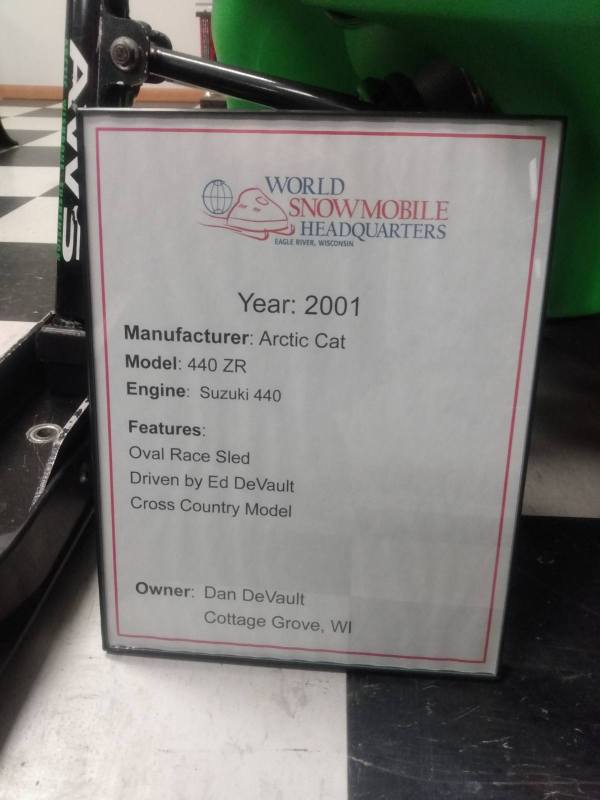 AWS
WORLD
SNOWMOBILE
HEADQUARTERS
EAGLE RIVER, WISCONSIN
Year: 2001
Manufacturer: Arctic Cat
Model: 440 ZR
Engine: Suzuki 440
Features:
Oval Race Sled
Driven by Ed DeVault
Cross Country Model
Owner: Dan DeVault
Cottage Grove, WI